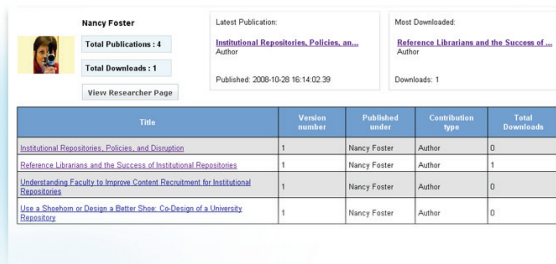 Nancy Foster
Total Publications : 4
Total Downloads : 1
View Researcher Page
Latest Publication:
Institutional Repositories, Policies, an...
Author
Published: 2008-10-28 16:14:02.39
Most Downloaded:
Reference Librarians and the Success of ...
Author
Downloads: 1
Title Version number Published under Contribution type Total Downloads
Institutional Repositories, Policies, and Disruption 1 Nancy Foster Author 0
Reference Librarians and the Success of Institutional Repositories 1 Nancy Foster Author 1
Understanding Faculty to Improve Content Recruitment for Institutional
Repositories 1 Nancy Foster Author 0
Use a Shoehorn or Design a Better Shoe: Co-Design of a University
Repository 1 Nancy Foster Author 0